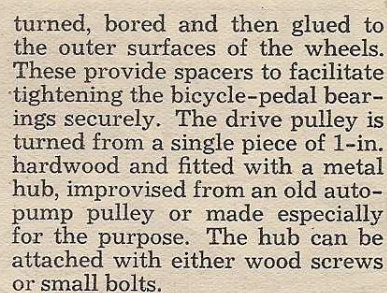 turned, bored and then glued to
the outer surfaces of the wheels.
These provide spacers to facilitate
tightening the bicycle-pedal bear-
ings securely. The drive pulley is
turned from a single piece of 1-in.
hardwood and fitted with a metal
hub, improvised from an old auto-
pump pulley or made especially
for the purpose. The hub can be
attached with either wood screws
or small bolts.